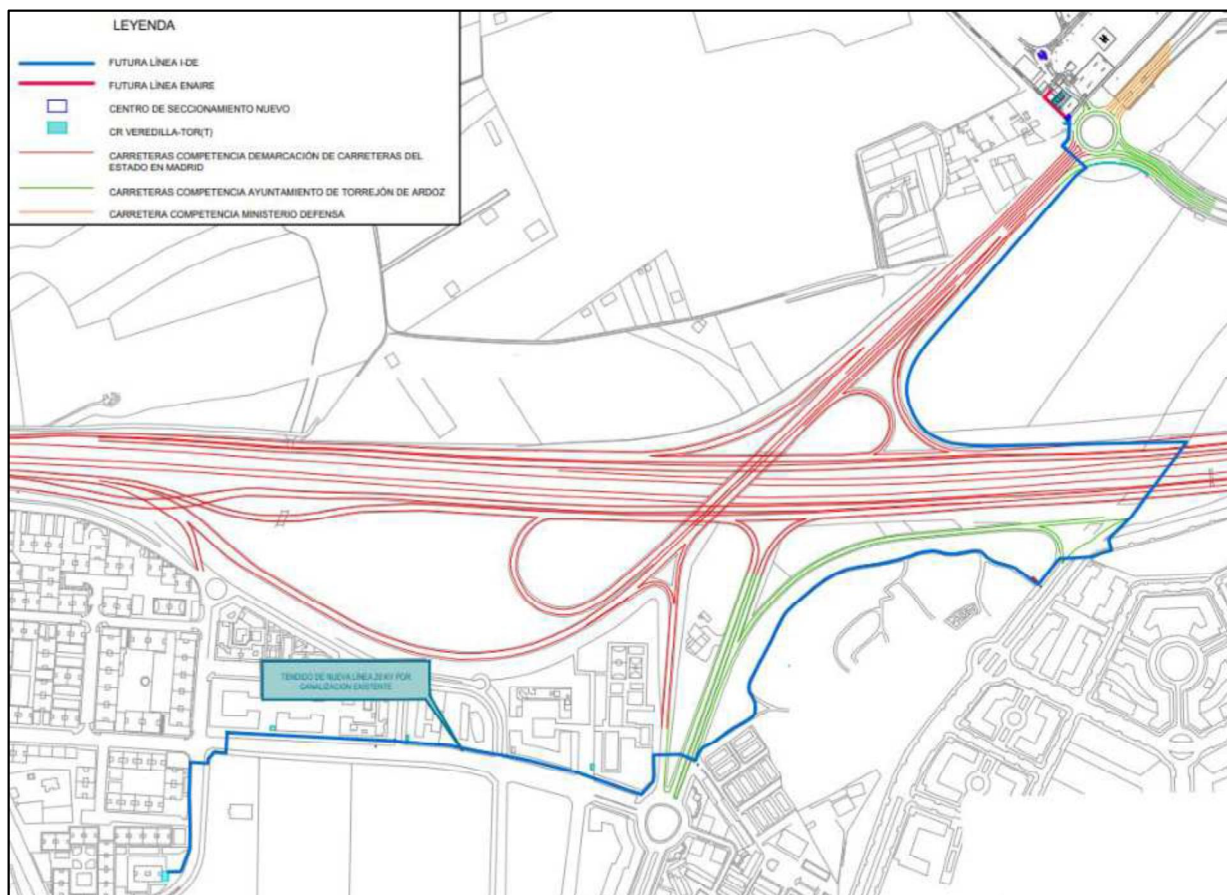 LEYENDA
FUTURA LÍNEA I-DE
FUTURA LÍNEA ENAIRE
CENTRO DE SECCIONAMIENTO NUEVO
CR VEREDILLA-TOR(T)
CARRETERAS COMPETENCIA DEMARCACIÓN DE CARRETERAS DEL
ESTADO EN MADRID
CARRETERAS COMPETENCIA AYUNTAMIENTO DE TORREJÓN DE ARDOZ
CARRETERA COMPETENCIA MINISTERIO DEFENSA
H
TENDIDO DE NUEVA LÍNEA 20 KV POR
CANALIZACIÓN EXISTENTE